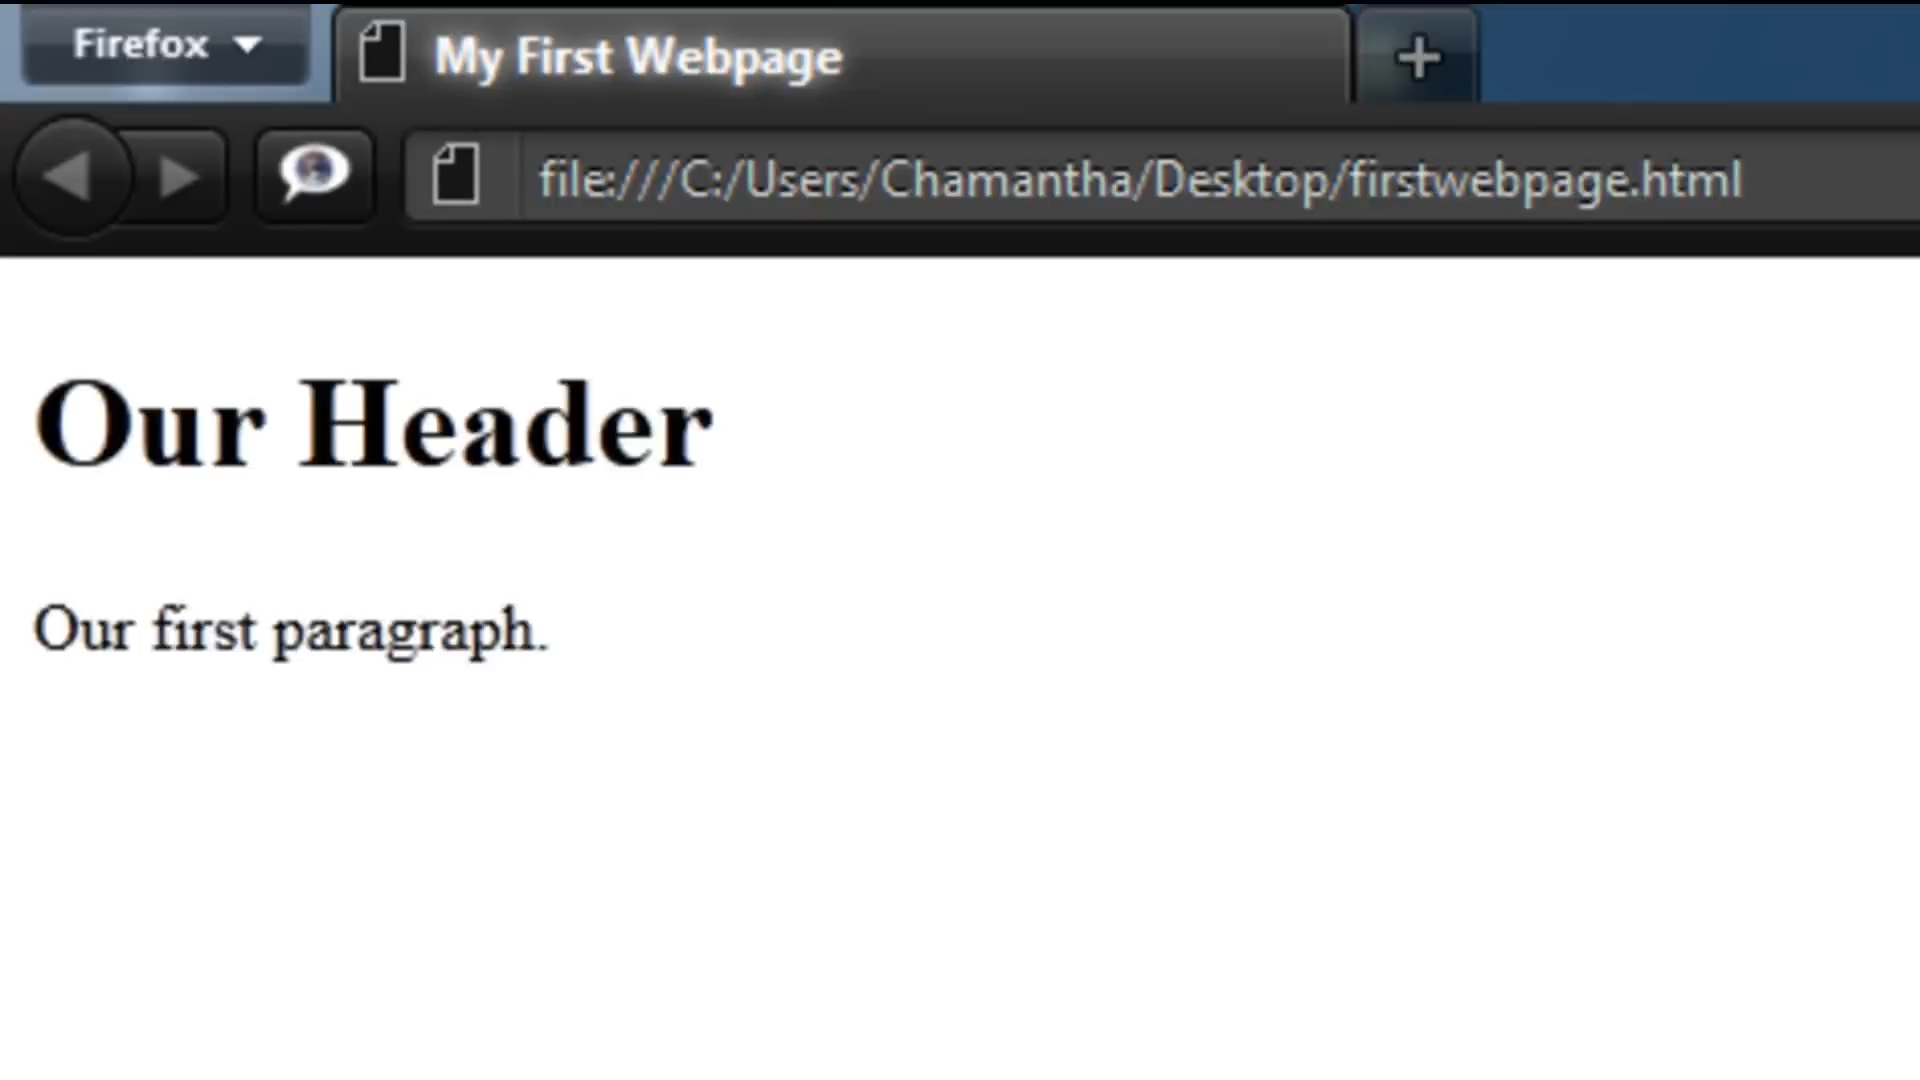 Firefox
My First Webpage
file:///C:/Users/Chamantha/Desktop/firstwebpage.html
Our Header
Our first paragraph.